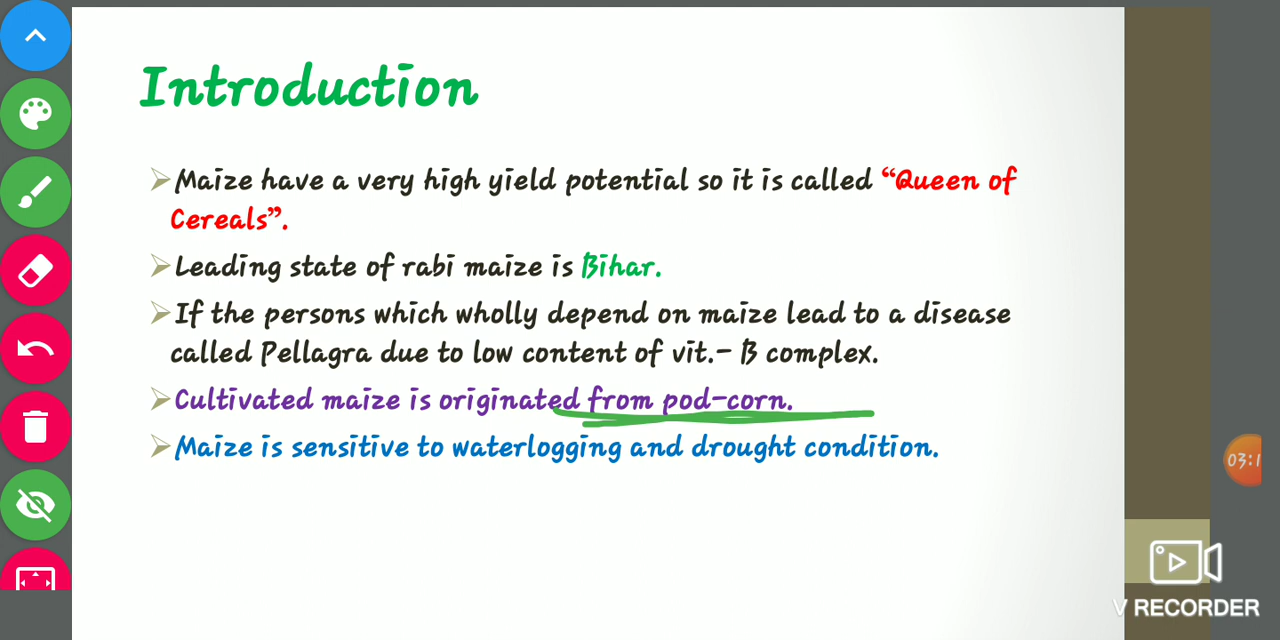 Introduction
Maize have a very high yield potential so it is called “Queen of
Cereals”.
Leading state of rabi maize is Bihar.
If the persons which wholly depend on maize lead to a disease
called Pellagra due to low content of vit.- B complex.
Cultivated maize is originated from pod-corn.
Maize is sensitive to waterlogging and drought condition.
03:1
V RECORDER